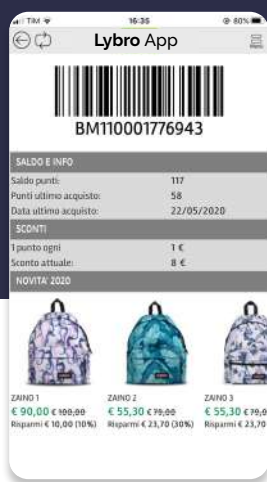 TIM 16:35 80%
Lybro App
BM110001776943
SALDO E INFO
Saldo punti: 117
Punti ultimo acquisto: 58
Data ultimo acquisto: 22/05/2020
SCONTI
1 punto ogni 1 €
Sconto attuale: 8 €
NOVITA' 2020
ZAINO 1 ZAINO 2 ZAINO 3
€ 90,00 € 100,00 € 55,30 € 79,00 € 55,30 € 79,0
Risparmi € 10,00 (10%) Risparmi € 23,70 (30%) Risparmi € 23,70